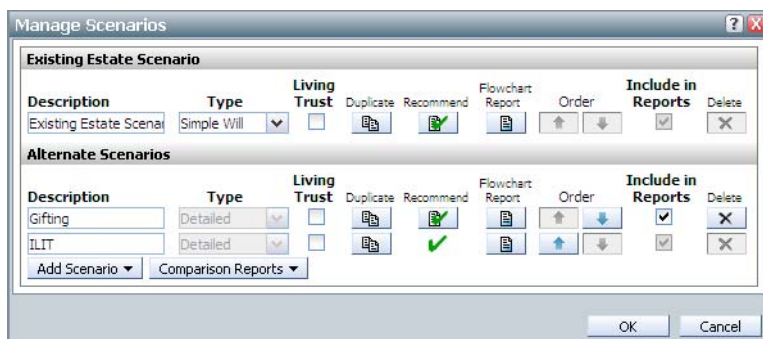 Manage Scenarios
Existing Estate Scenario
Description Type Living Trust Duplicate Recommend Flowchart Report Order Include in Reports Delete
Existing Estate Scenar Simple Will
Alternate Scenarios
Description Type Living Trust Duplicate Recommend Flowchart Report Order Include in Reports Delete
Gifting Detailed
ILIT Detailed
Add Scenario Comparison Reports
OK Cancel